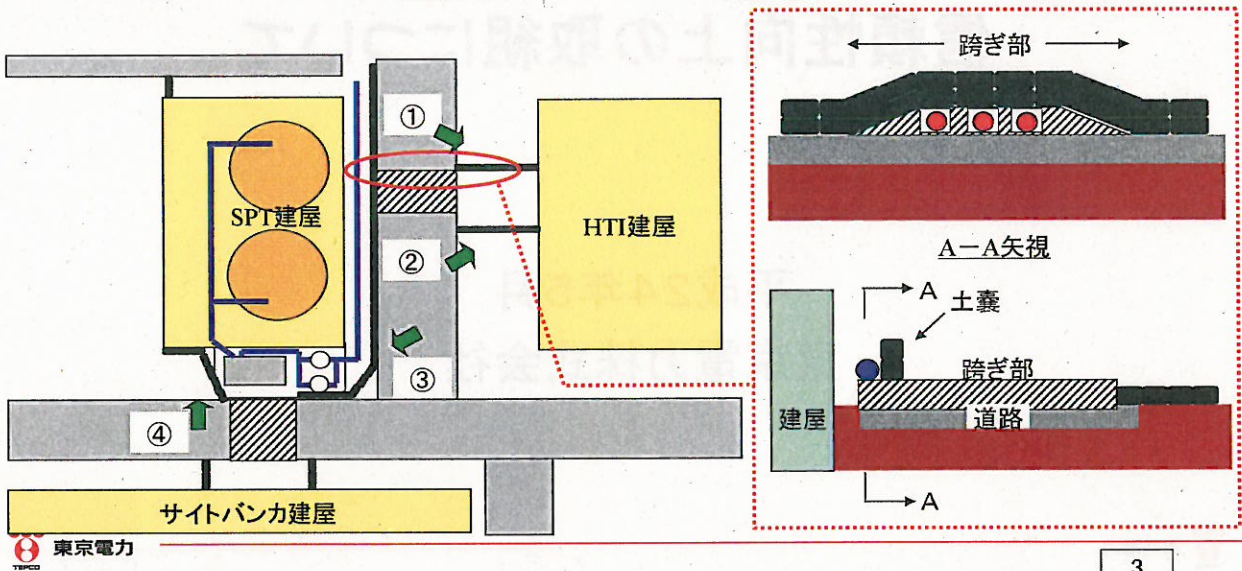 跨ぎ部
①
SPT建屋
HTI建屋
②
A－A矢視
A
土嚢
③
跨ぎ部
④
建屋
道路
A
サイトバンカ建屋
東京電力
TEPCO
3